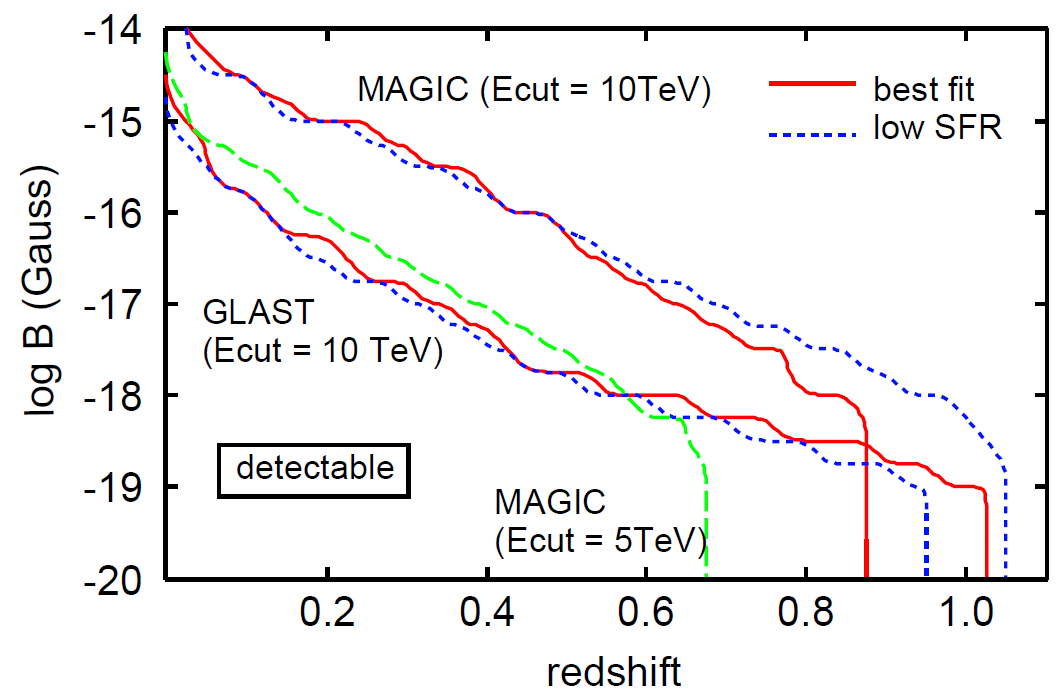 -14
-15
-16
-17
-18
-19
-20
log B (Gauss)
MAGIC (Ecut = 10TeV)
best fit
low SFR
GLAST
(Ecut = 10 TeV)
detectable
MAGIC
(Ecut = 5TeV)
0.2
0.4
0.6
0.8
1.0
redshift